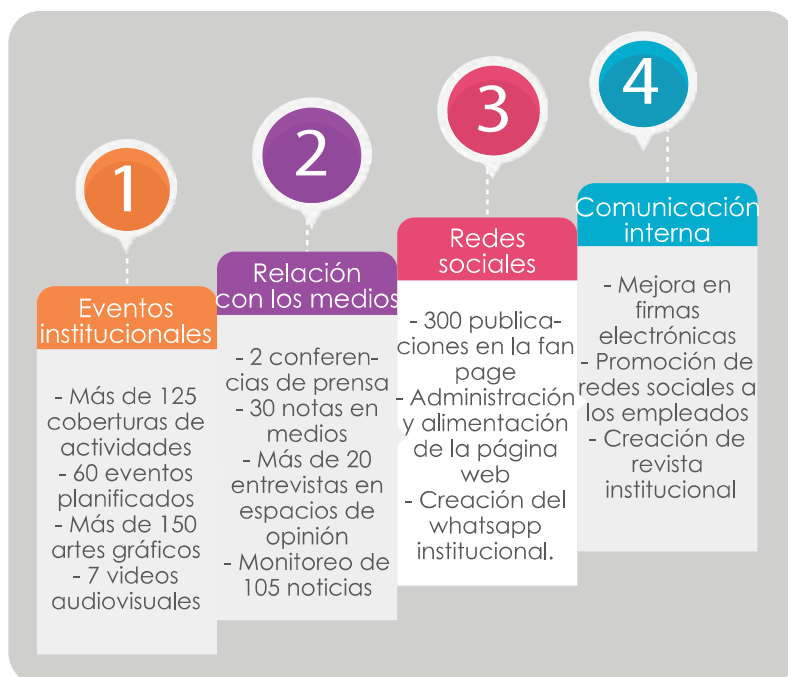 1
Eventos
institucionales
- Más de 125
coberturas de
actividades
- 60 eventos
planificados
- Más de 150
artes gráficos
- 7 videos
audiovisuales
2
Relación
con los medios
- 2 conferen-
cias de prensa
- 30 notas en
medios
- Más de 20
entrevistas en
espacios de
opinión
- Monitoreo de
105 noticias
3
Redes
sociales
- 300 publica-
ciones en la fan
page
- Administración
y alimentación
de la página
web
- Creación del
whatsapp
institucional.
4
Comunicación
interna
- Mejora en
firmas
electrónicas
- Promoción de
redes sociales a
los empleados
- Creación de
revista
institucional